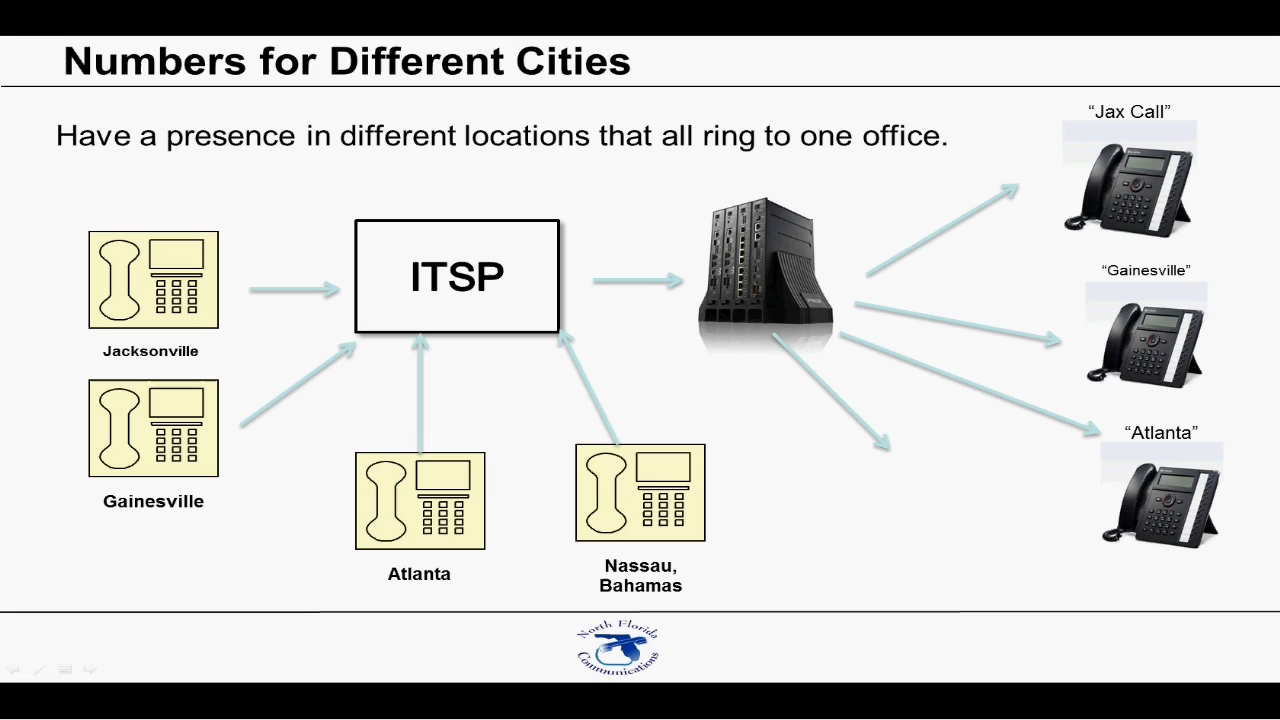 Numbers for Different Cities
Have a presence in different locations that all ring to one office.
“Jax Call”
ITSP
“Gainesville”
Jacksonville
“Atlanta”
Gainesville
Atlanta
Nassau,
Bahamas
North Florida
Communications